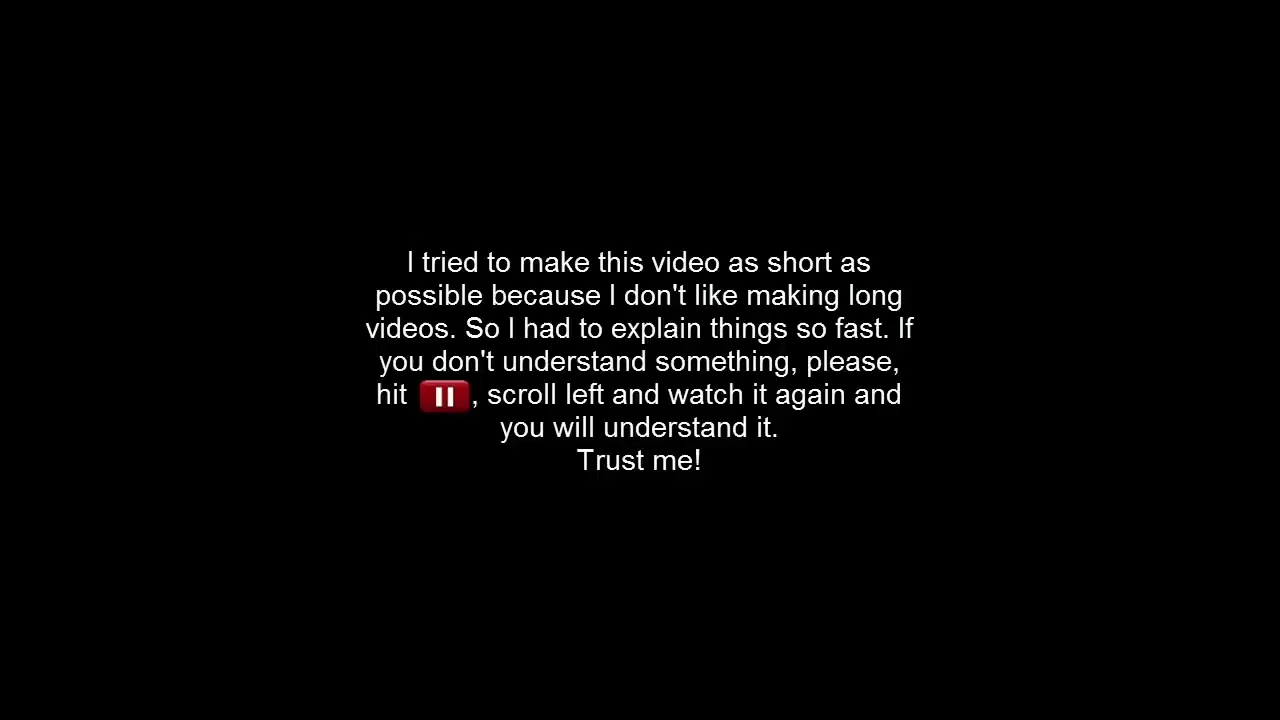 I tried to make this video as short as
possible because I don't like making long
videos. So I had to explain things so fast. If
you don't understand something, please,
hit , scroll left and watch it again and
you will understand it.
Trust me!